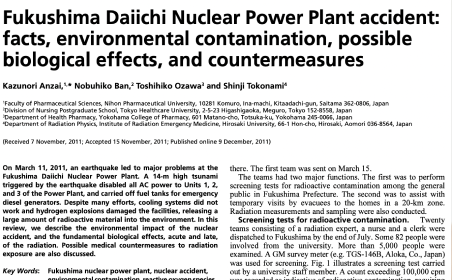 Fukushima Daiichi Nuclear Power Plant accident:
facts, environmental contamination, possible
biological effects, and countermeasures
Kazunori Anzai,¹,* Nobuhiko Ban,² Toshihiko Ozawa³ and Shinji Tokonami⁴
¹Faculty of Pharmaceutical Sciences, Nihon Pharmaceutical University, 10281 Komuro, Ina-machi, Kitaadachi-gun, Saitama 362-0806, Japan
²Division of Nursing Postgraduate School, Tokyo Healthcare University, 2-5-23 Higashigaoka, Meguro, Tokyo 152-8558, Japan
³Department of Health Pharmacy, Yokohama College of Pharmacy, 601 Matano-cho, Totsuka-ku, Yokohama 245-0066, Japan
⁴Department of Radiation Physics, Institute of Radiation Emergency Medicine, Hirosaki University, 66-1 Hon-cho, Hirosaki, Aomori 036-8564, Japan
(Received 7 November, 2011; Accepted 15 November, 2011; Published online 9 December, 2011)
On March 11, 2011, an earthquake led to major problems at the
Fukushima Daiichi Nuclear Power Plant. A 14-m high tsunami
triggered by the earthquake disabled all AC power to Units 1, 2,
and 3 of the Power Plant, and carried off fuel tanks for emergency
diesel generators. Despite many efforts, cooling systems did not
work and hydrogen explosions damaged the facilities, releasing a
large amount of radioactive material into the environment. In this
review, we describe the environmental impact of the nuclear
accident, and the fundamental biological effects, acute and late,
of the radiation. Possible medical countermeasures to radiation
exposure are also discussed.
Key Words: Fukushima nuclear power plant, nuclear accident,
there. The first team was sent on March 15.
The teams had two major functions. The first was to perform
screening tests for radioactive contamination among the general
public in Fukushima Prefecture. The second was to assist with
temporary visits by evacuees to the homes in a 20-km zone.
Radiation measurements and sampling were also conducted.
Screening tests for radioactive contamination. Twenty
teams consisting of a radiation expert, a nurse and a clerk were
dispatched to Fukushima by the end of July. Some 82 people were
involved from the university. More than 5,000 people were
examined. A GM survey meter (e.g. TGS-146B, Aloka, Co., Japan)
was used for screening. Fig. 1 illustrates a screening test carried
out by a university staff member. A count exceeding 100,000 cpm